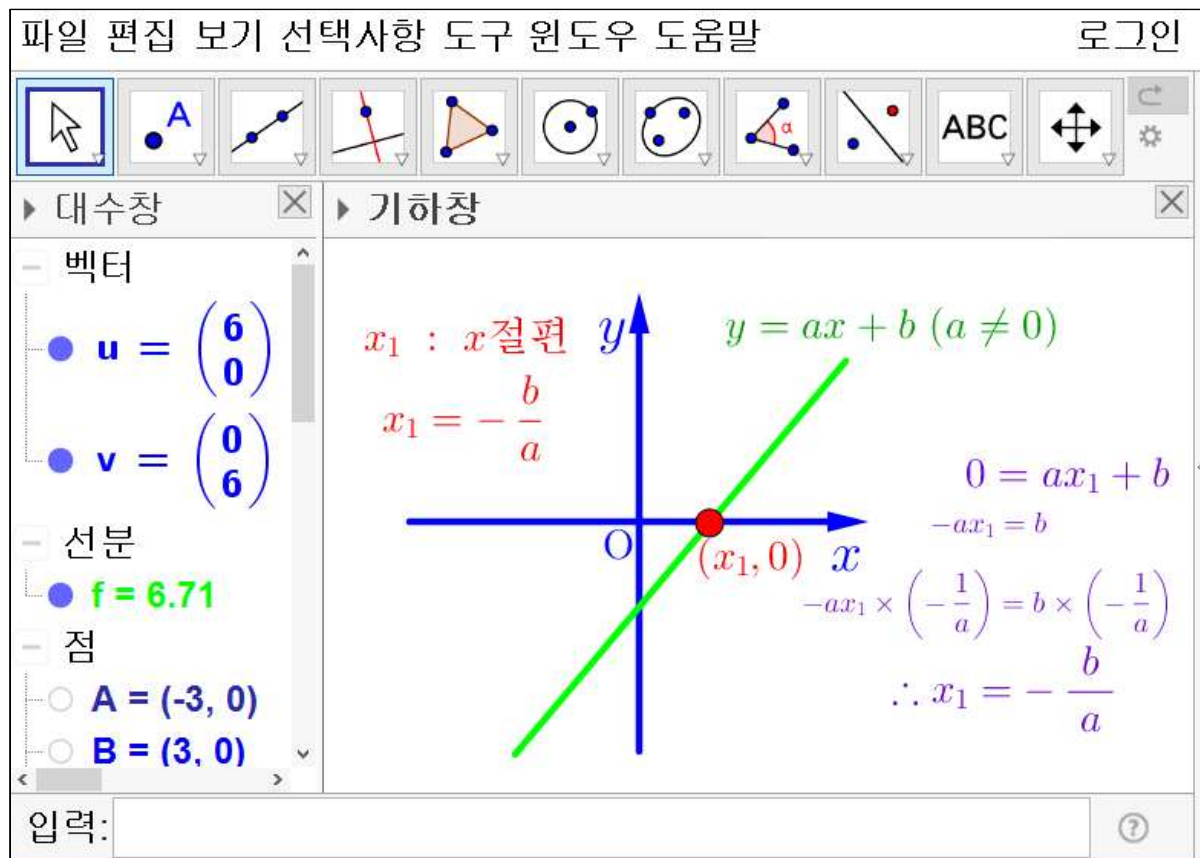 파일 편집 보기 선택사항 도구 윈도우 도움말 로그인
A α ABC
대수창
벡터
u = (6 0)
v = (0 6)
선분
f = 6.71
점
A = (-3, 0)
B = (3, 0)
기하창
x₁ : x절편
x₁ = − b/a
y
y = ax + b (a ≠ 0)
O
(x₁, 0)
x
0 = ax₁ + b
−ax₁ = b
−ax₁ × (− 1/a) = b × (− 1/a)
∴ x₁ = − b/a
입력: